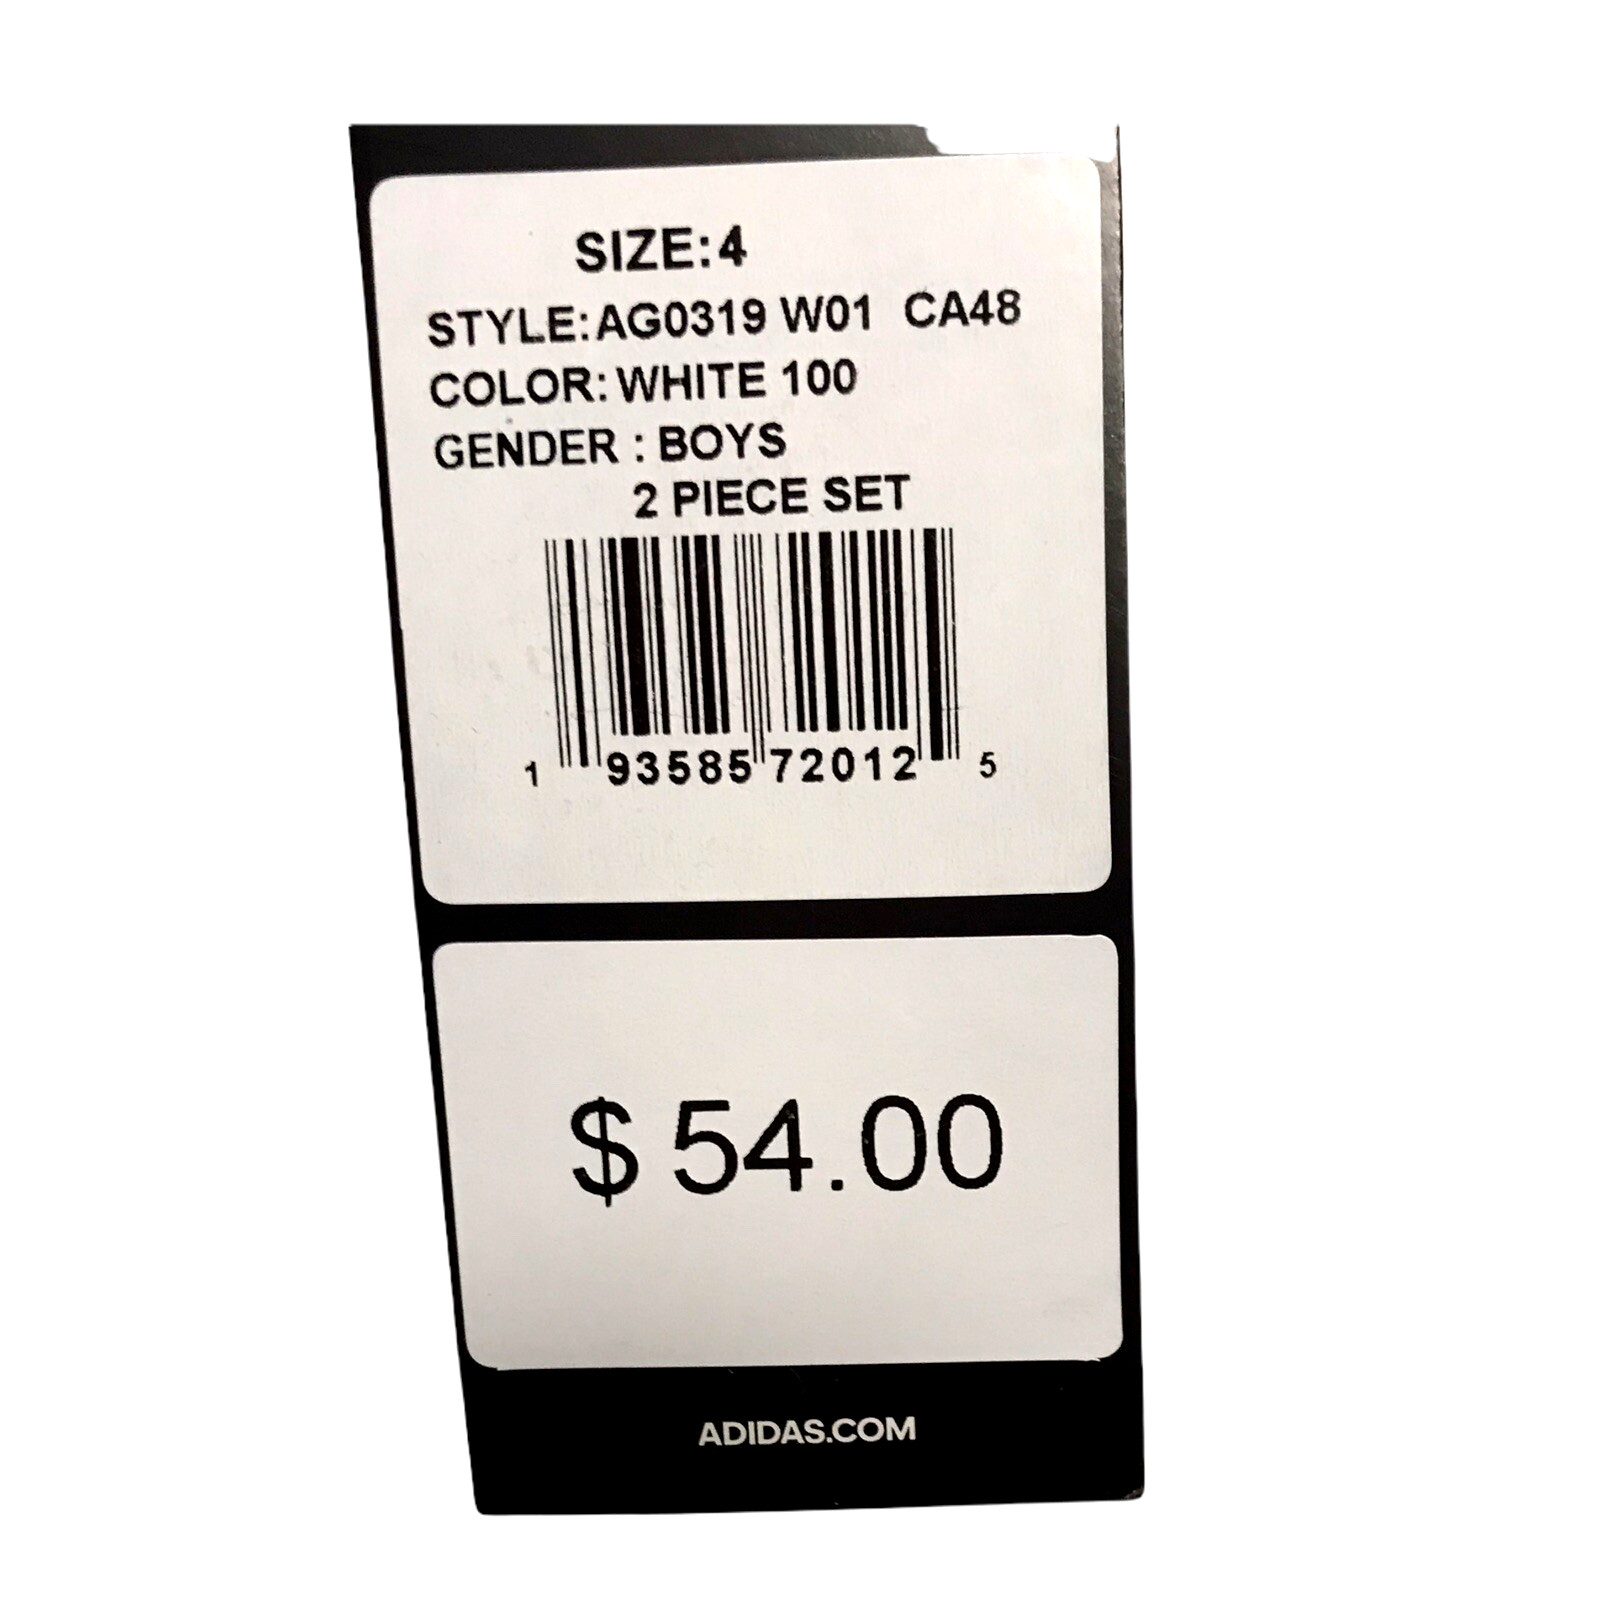 SIZE:4
STYLE:AG0319 W01 CA48
COLOR:WHITE 100
GENDER : BOYS
2 PIECE SET
1 93585 72012 5
$ 54.00
ADIDAS.COM